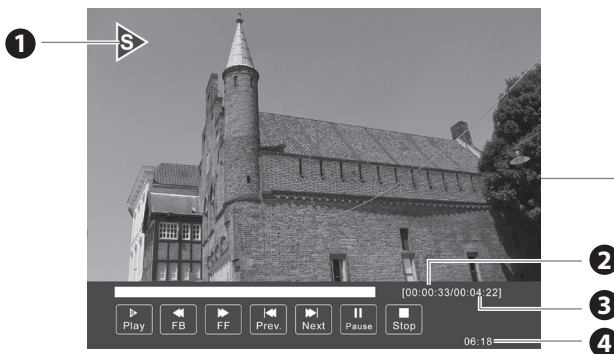 1
S
2
[00:00:33/00:04:22]
3
Play
FB
FF
Prev.
Next
Pause
Stop
06:18
4